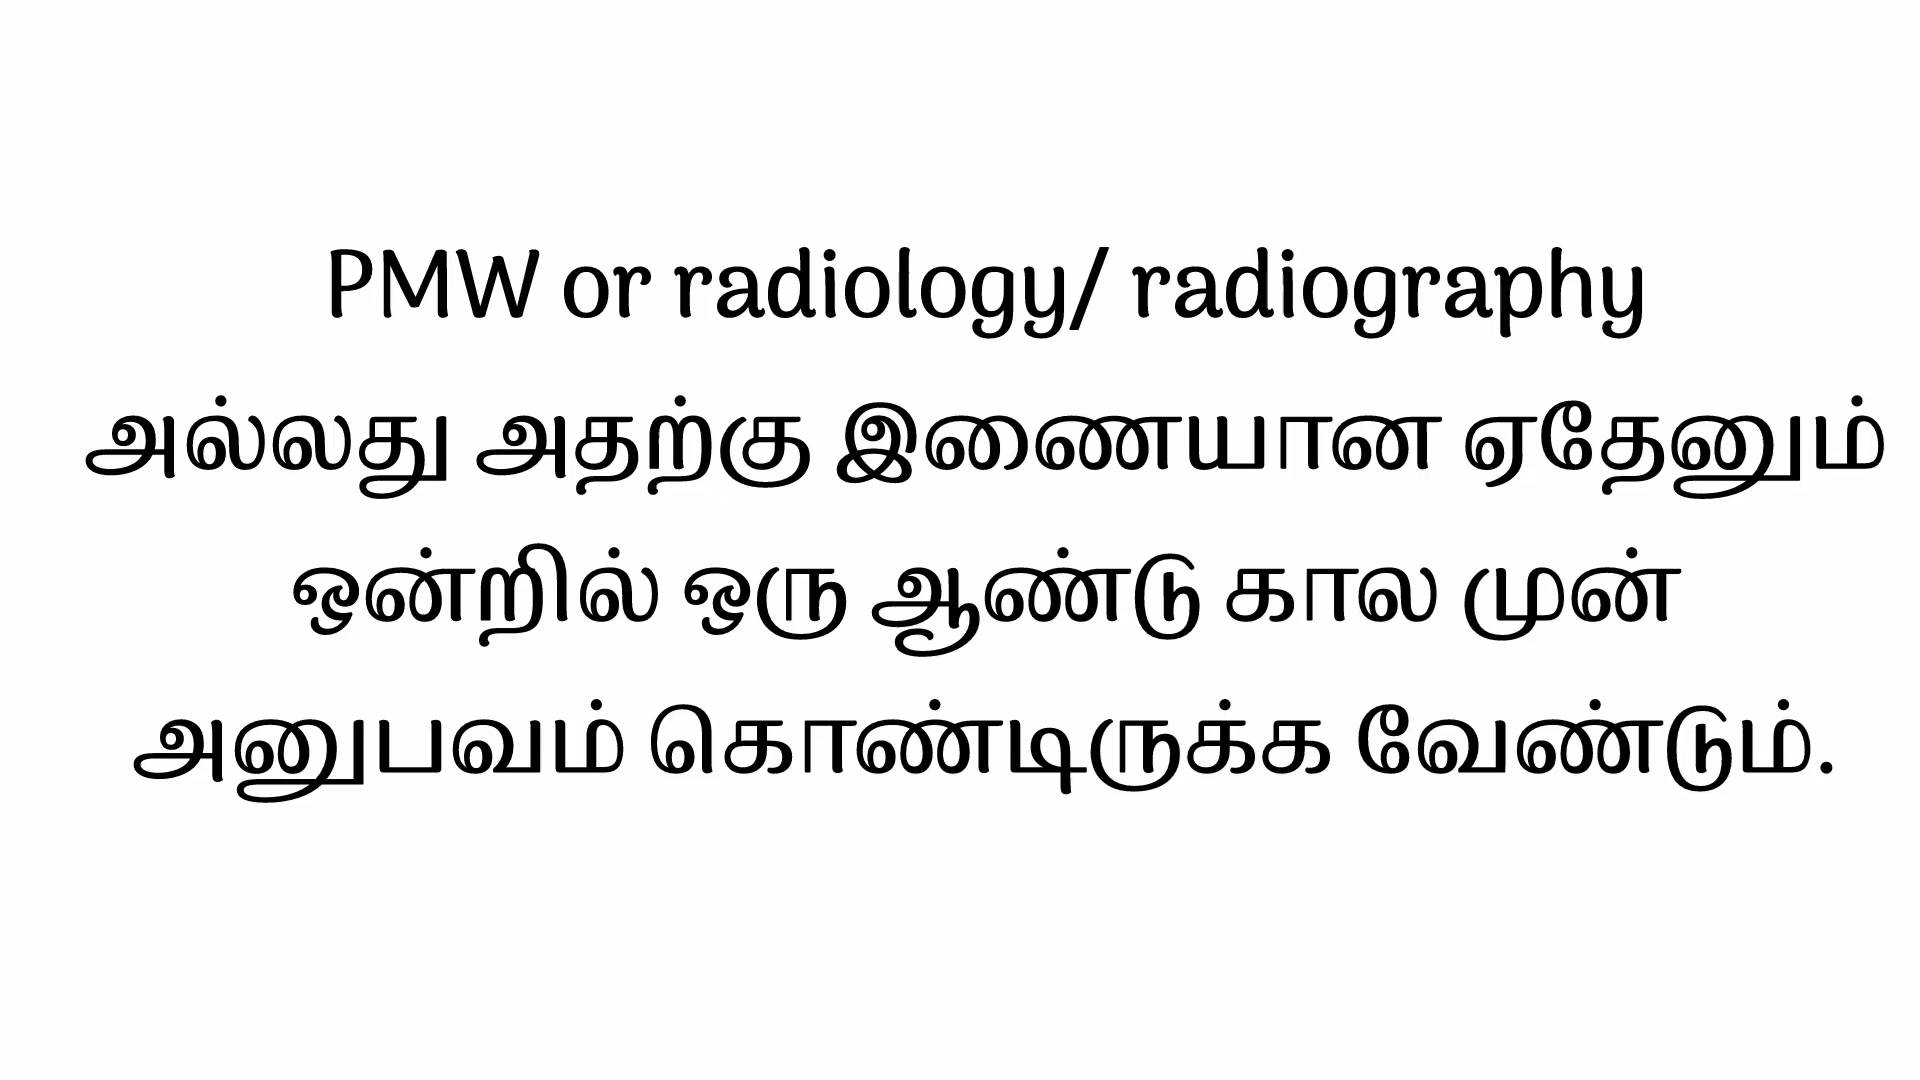 PMW or radiology/ radiography
அல்லது அதற்கு இணையான ஏதேனும்
ஒன்றில் ஒரு ஆண்டு கால முன்
அனுபவம் கொண்டிருக்க வேண்டும்.